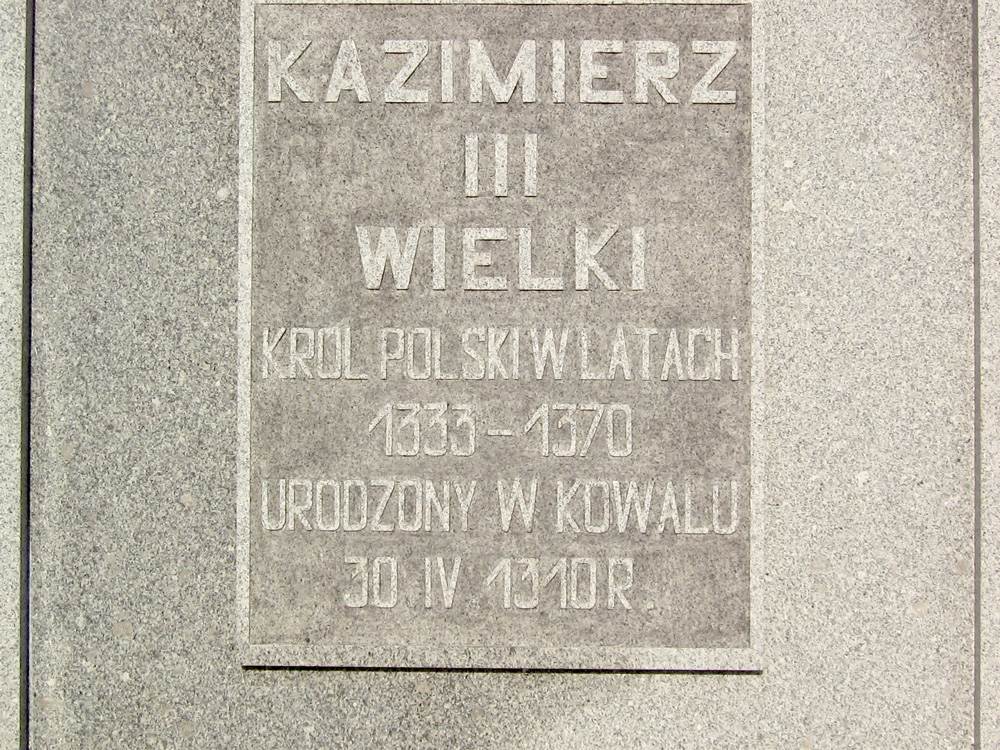 KAZIMIERZ
III
WIELKI
KRÓL POLSKI W LATACH
1333-1370
URODZONY W KOWALU
30 IV 1310 R.